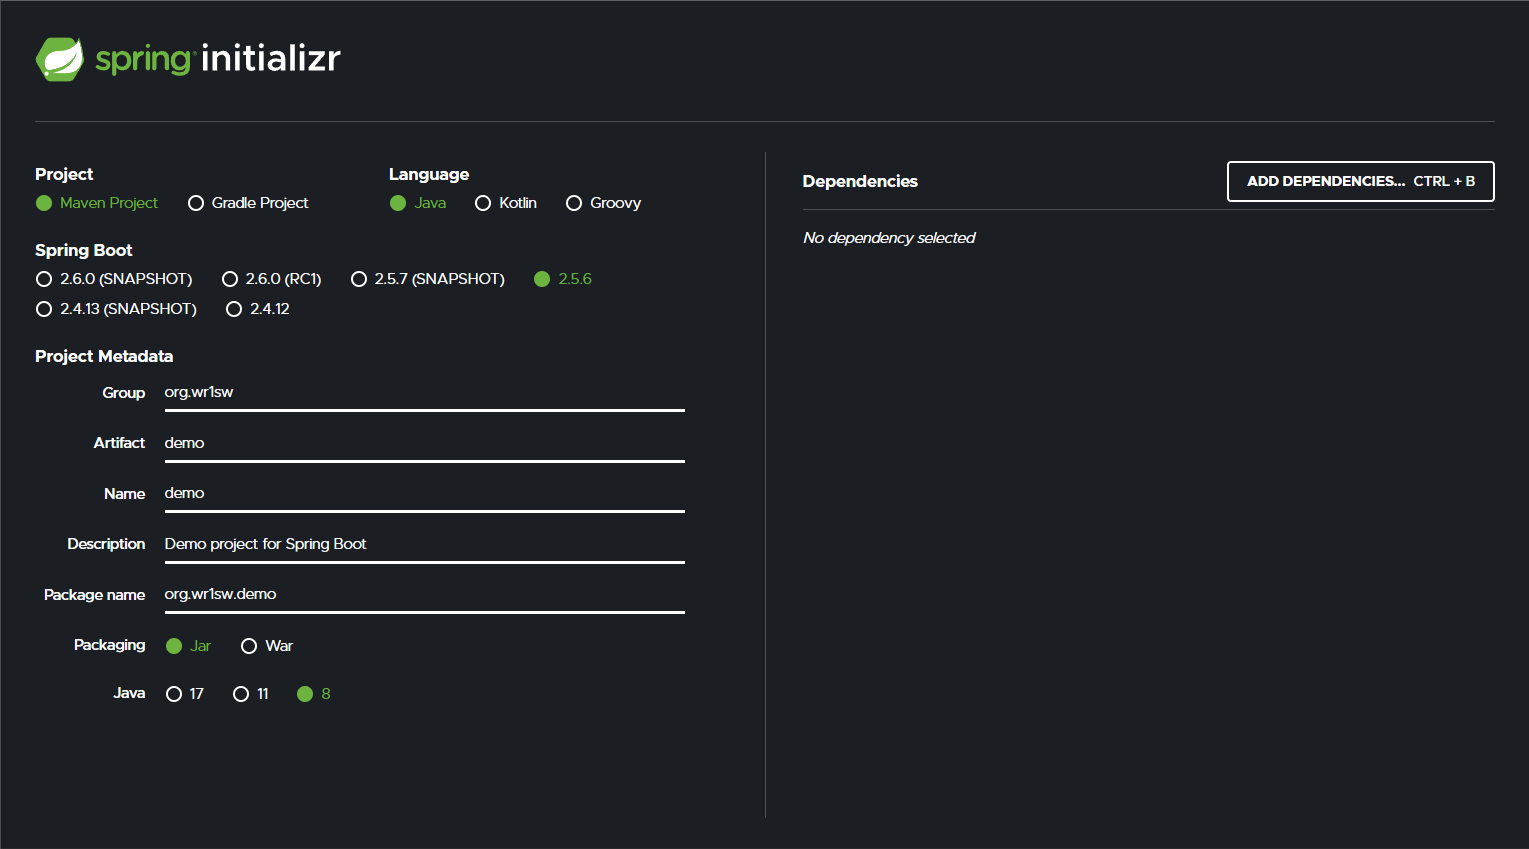 spring initializr
Project
Maven Project Gradle Project
Language
Java Kotlin Groovy
Spring Boot
2.6.0 (SNAPSHOT) 2.6.0 (RC1) 2.5.7 (SNAPSHOT) 2.5.6
2.4.13 (SNAPSHOT) 2.4.12
Project Metadata
Group org.wr1sw
Artifact demo
Name demo
Description Demo project for Spring Boot
Package name org.wr1sw.demo
Packaging Jar War
Java 17 11 8
Dependencies
ADD DEPENDENCIES... CTRL + B
No dependency selected